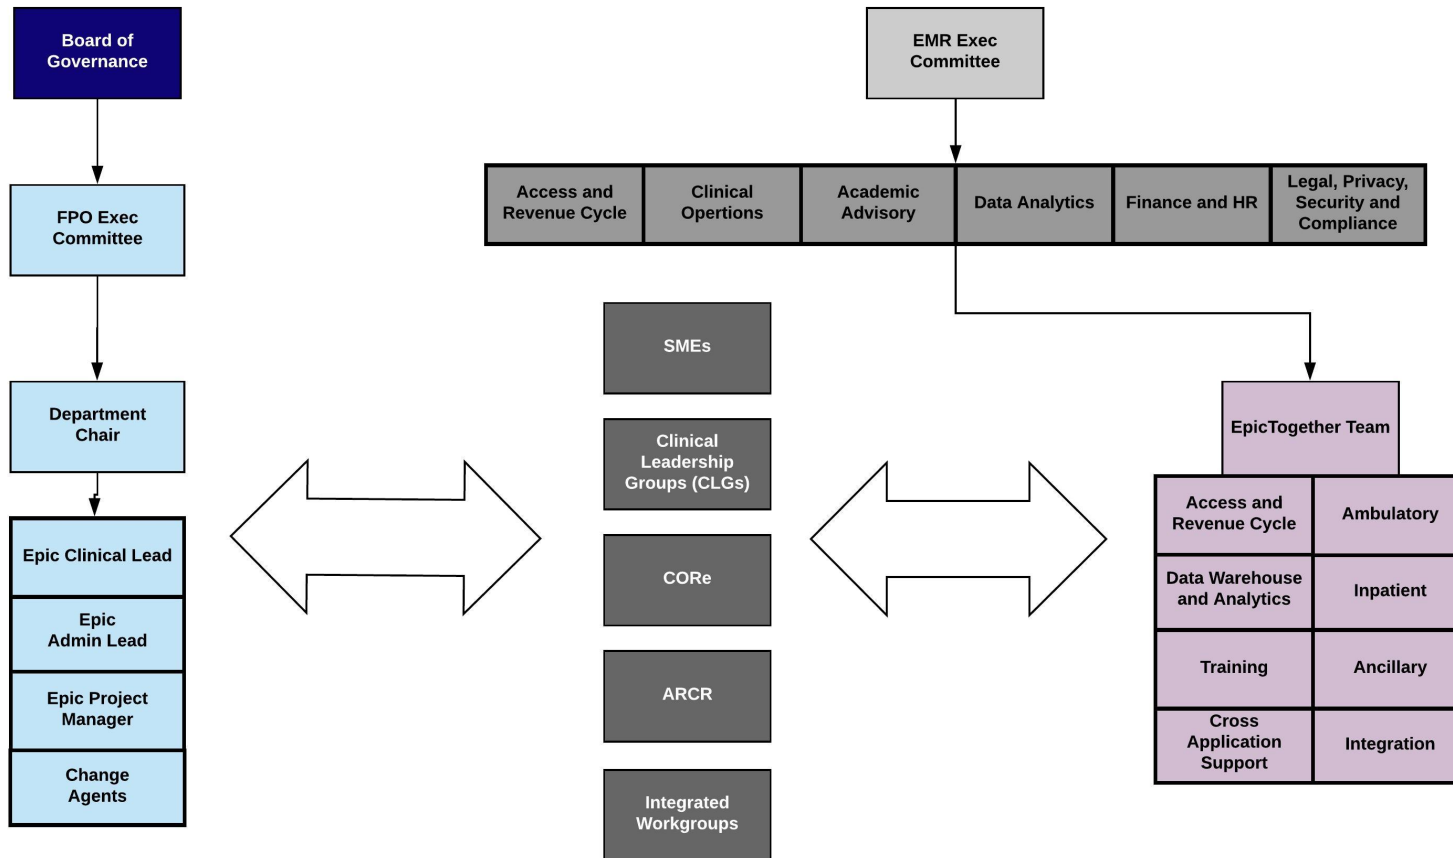 Board of
Governance
EMR Exec
Committee
FPO Exec
Committee
Access and
Revenue Cycle
Clinical
Opertions
Academic
Advisory
Data Analytics
Finance and HR
Legal, Privacy,
Security and
Compliance
Department
Chair
Epic Clinical Lead
Epic
Admin Lead
Epic Project
Manager
Change
Agents
SMEs
Clinical
Leadership
Groups (CLGs)
CORe
ARCR
Integrated
Workgroups
EpicTogether Team
Access and
Revenue Cycle
Ambulatory
Data Warehouse
and Analytics
Inpatient
Training
Ancillary
Cross
Application
Support
Integration